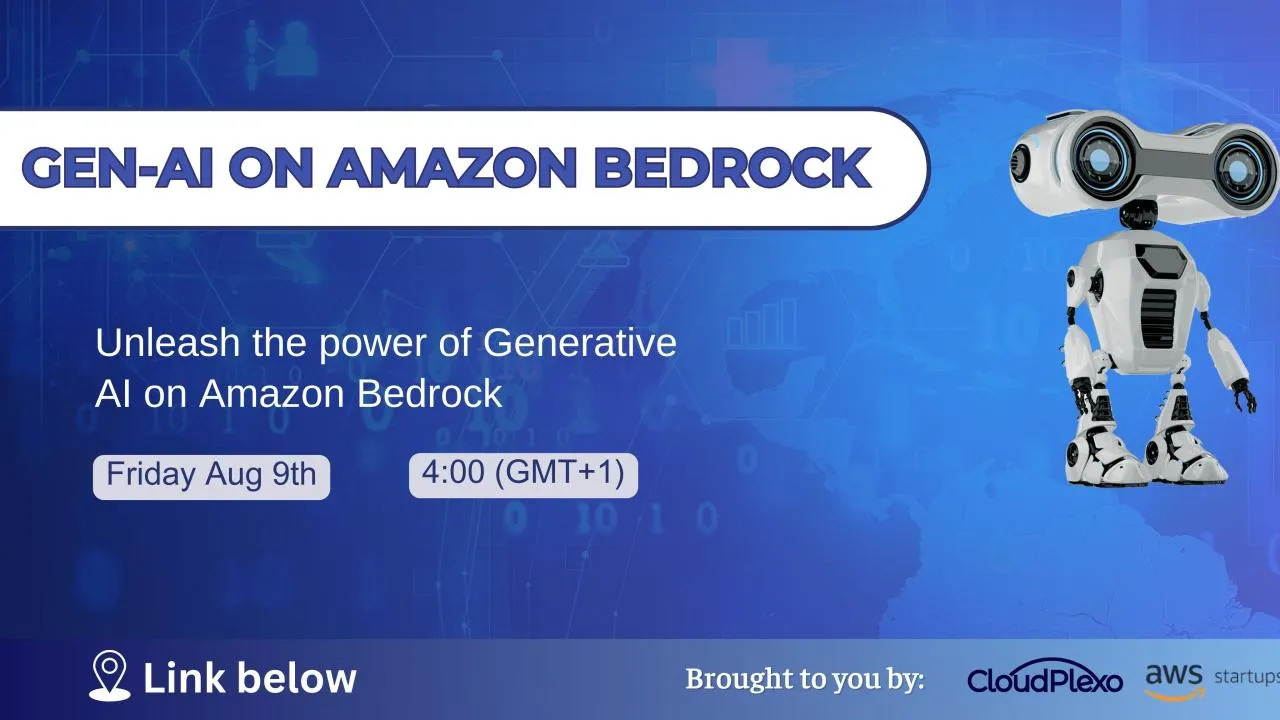 GEN-AI ON AMAZON BEDROCK
Unleash the power of Generative
AI on Amazon Bedrock
Friday Aug 9th
4:00 (GMT+1)
Link below
Brought to you by:
CloudPlexo
aws startups